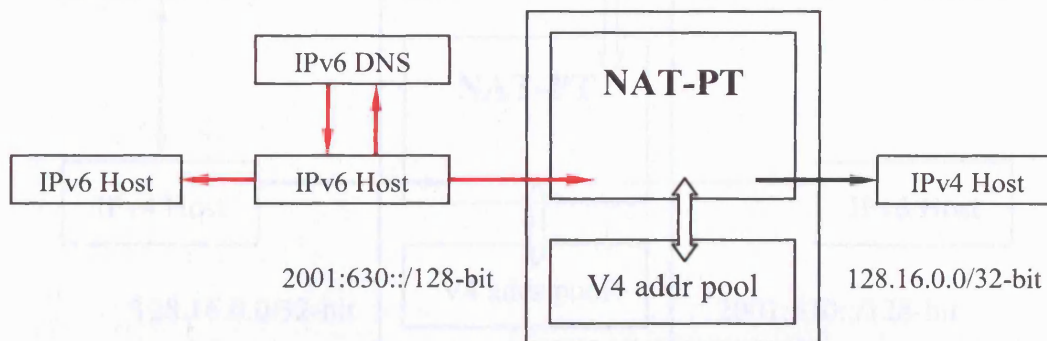 IPv6 DNS
NAT-PT
IPv6 Host
IPv6 Host
IPv4 Host
2001:630::/128-bit
V4 addr pool
128.16.0.0/32-bit